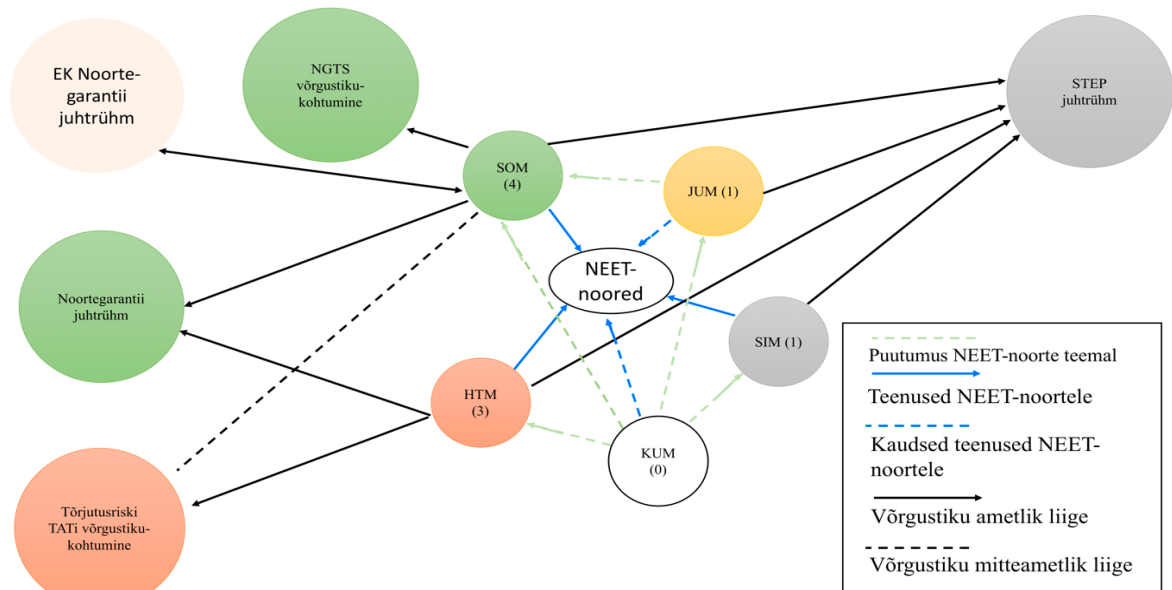 EK Noorte-
garantii
juhtrühm
NGTS
võrgustiku-
kohtumine
STEP
juhtrühm
SOM
(4)
JUM (1)
NEET-
noored
Noortegarantii
juhtrühm
SIM (1)
HTM
(3)
KUM
(0)
Tõrjutusriski
TATi võrgustiku-
kohtumine
Puutumus NEET-noorte teemal
Teenused NEET-noortele
Kaudsed teenused NEET-
noortele
Võrgustiku ametlik liige
Võrgustiku mitteametlik liige